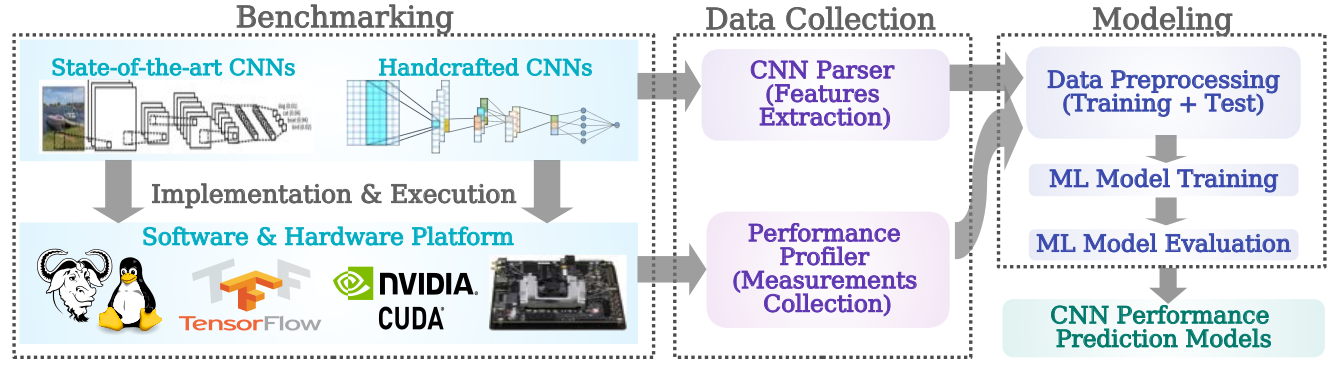 Benchmarking
State-of-the-art CNNs
Handcrafted CNNs
Implementation & Execution
Software & Hardware Platform
TensorFlow
NVIDIA.
CUDA
Data Collection
CNN Parser
(Features
Extraction)
Performance
Profiler
(Measurements
Collection)
Modeling
Data Preprocessing
(Training + Test)
ML Model Training
ML Model Evaluation
CNN Performance
Prediction Models